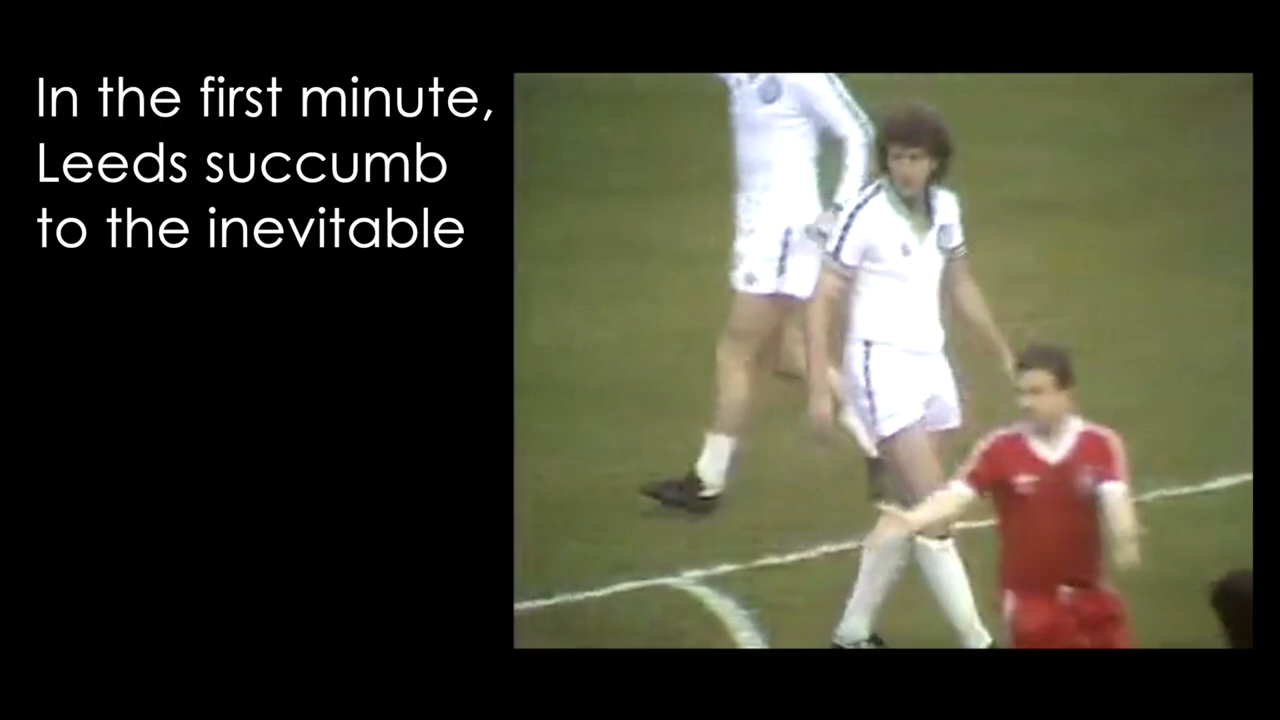 In the first minute,
Leeds succumb
to the inevitable